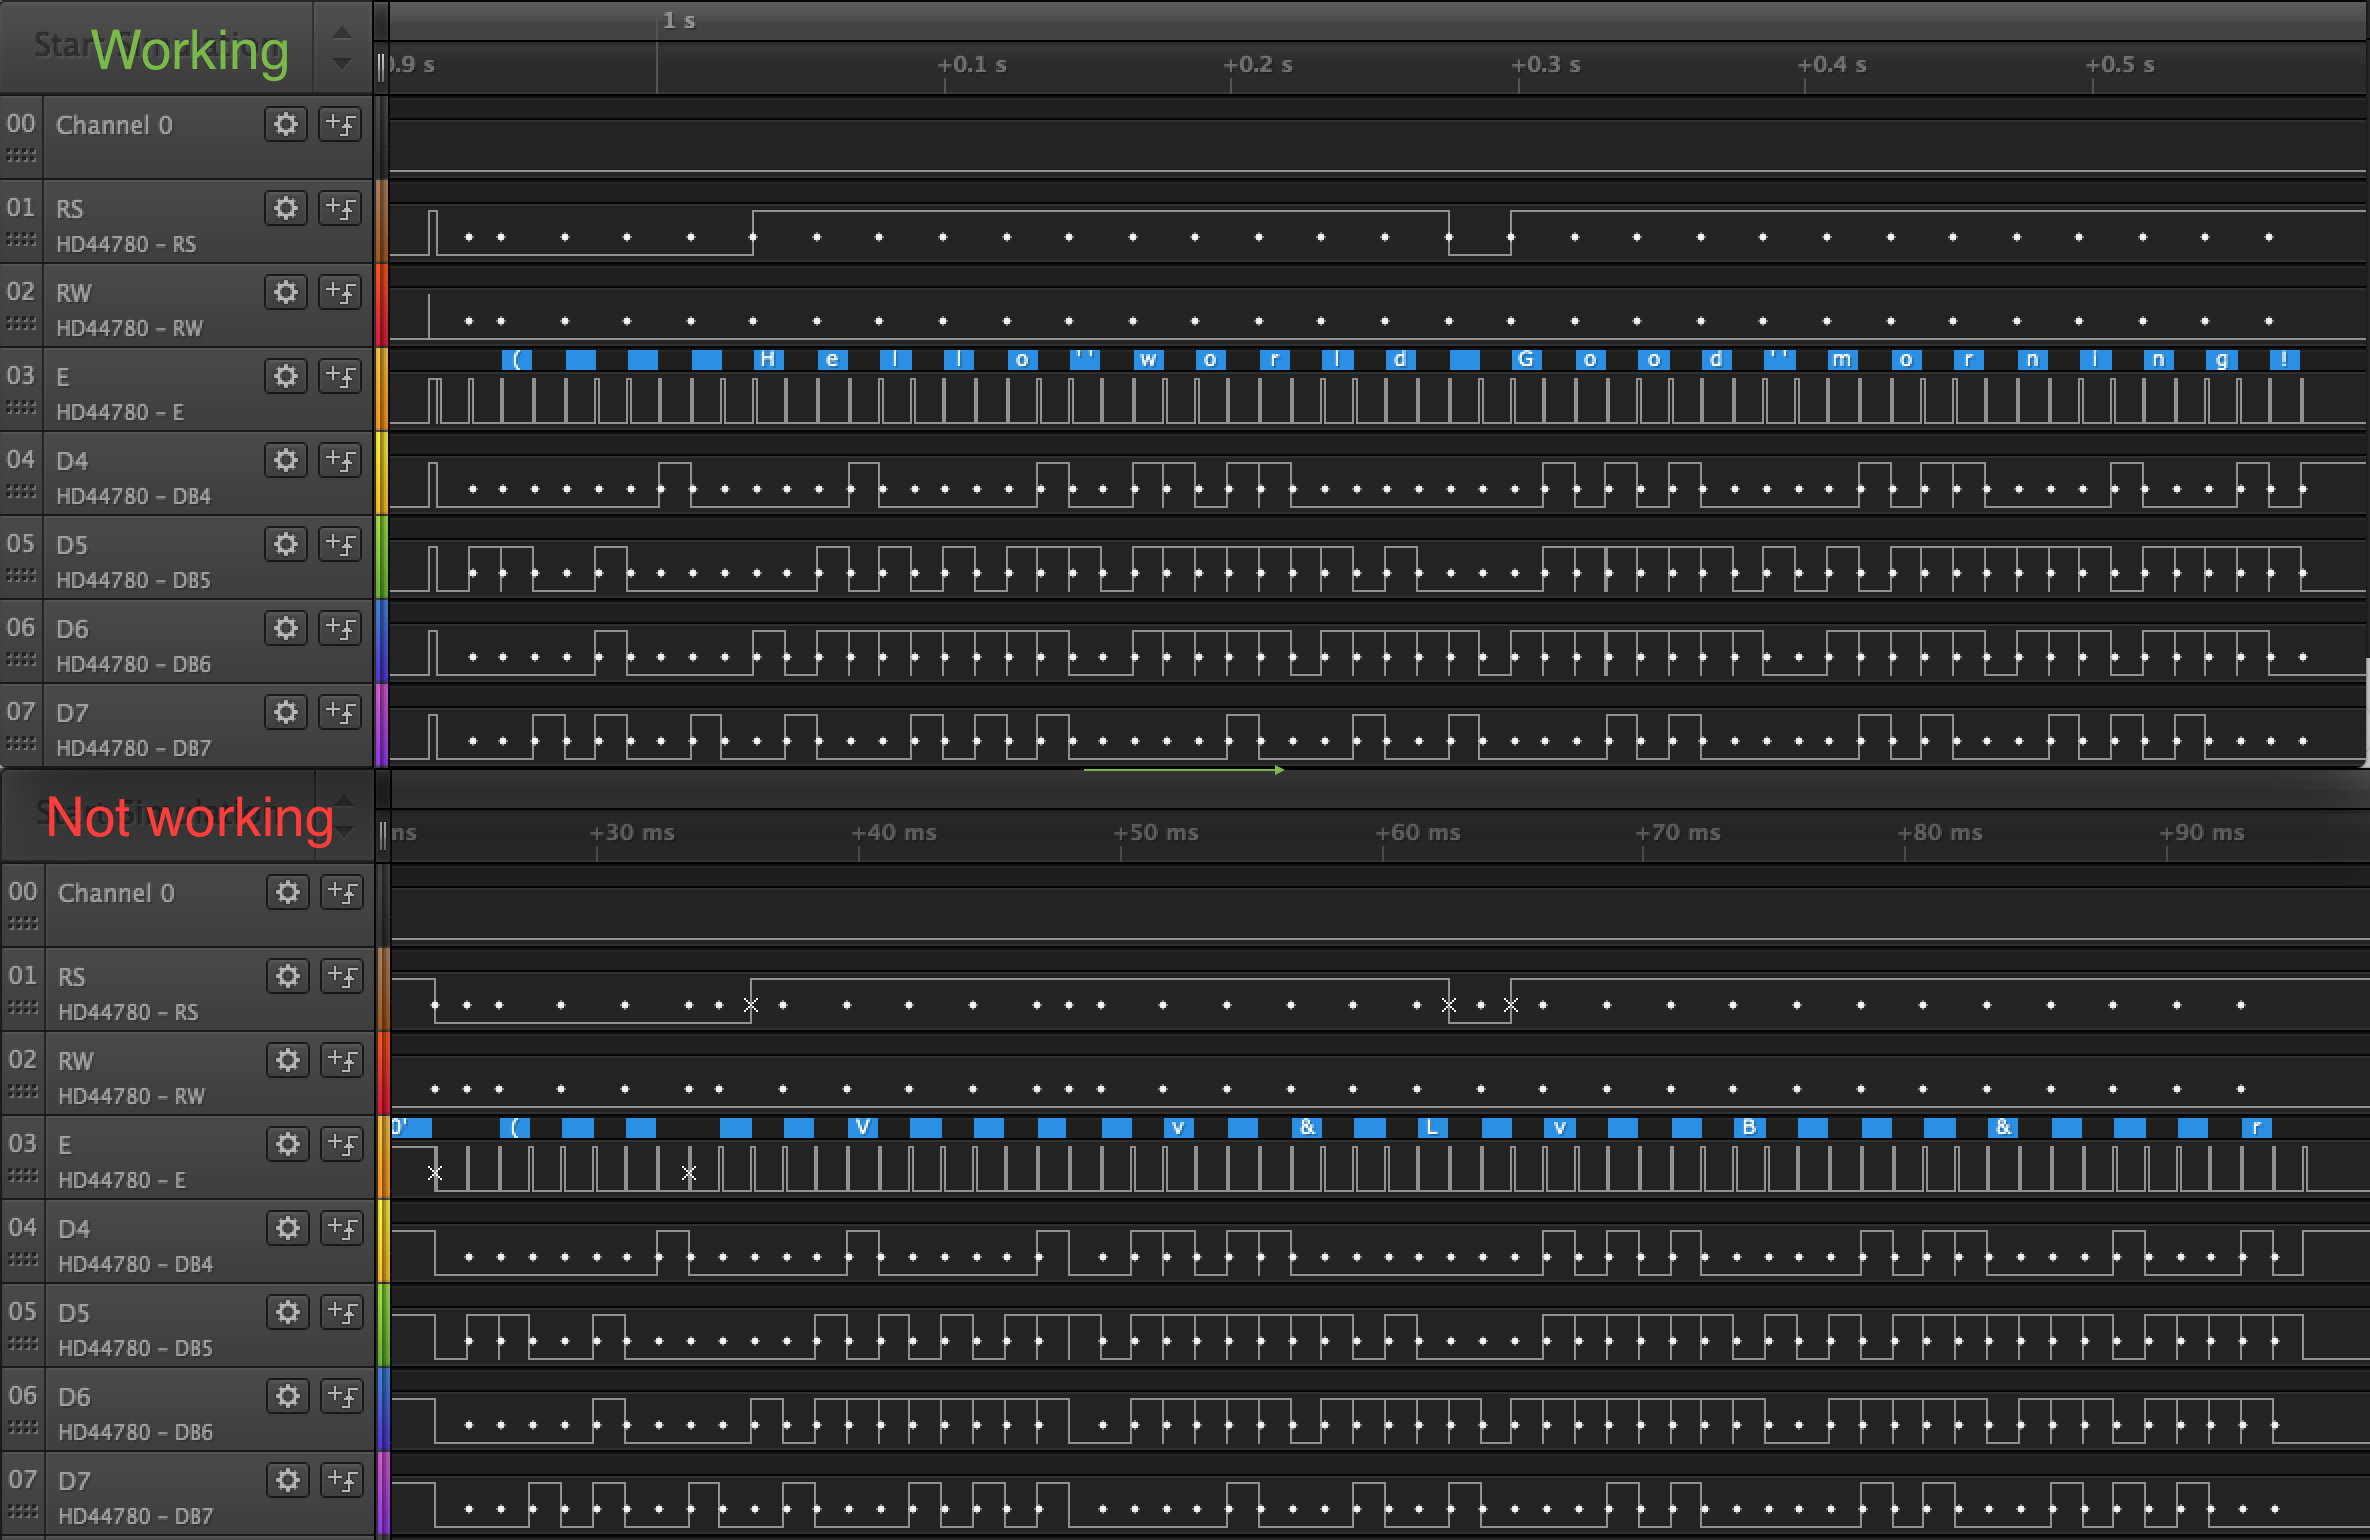 Working
1 s
0.9 s +0.1 s +0.2 s +0.3 s +0.4 s +0.5 s
00 Channel 0
01 RS
HD44780 – RS
02 RW
HD44780 – RW
( H e l l o ' ' w o r l d G o o d ' ' m o r n i n g !
03 E
HD44780 – E
04 D4
HD44780 – DB4
05 D5
HD44780 – DB5
06 D6
HD44780 – DB6
07 D7
HD44780 – DB7
Not working
ms +30 ms +40 ms +50 ms +60 ms +70 ms +80 ms +90 ms
00 Channel 0
01 RS
HD44780 – RS
02 RW
HD44780 – RW
0' ( V v & L v B & r
03 E
HD44780 – E
04 D4
HD44780 – DB4
05 D5
HD44780 – DB5
06 D6
HD44780 – DB6
07 D7
HD44780 – DB7